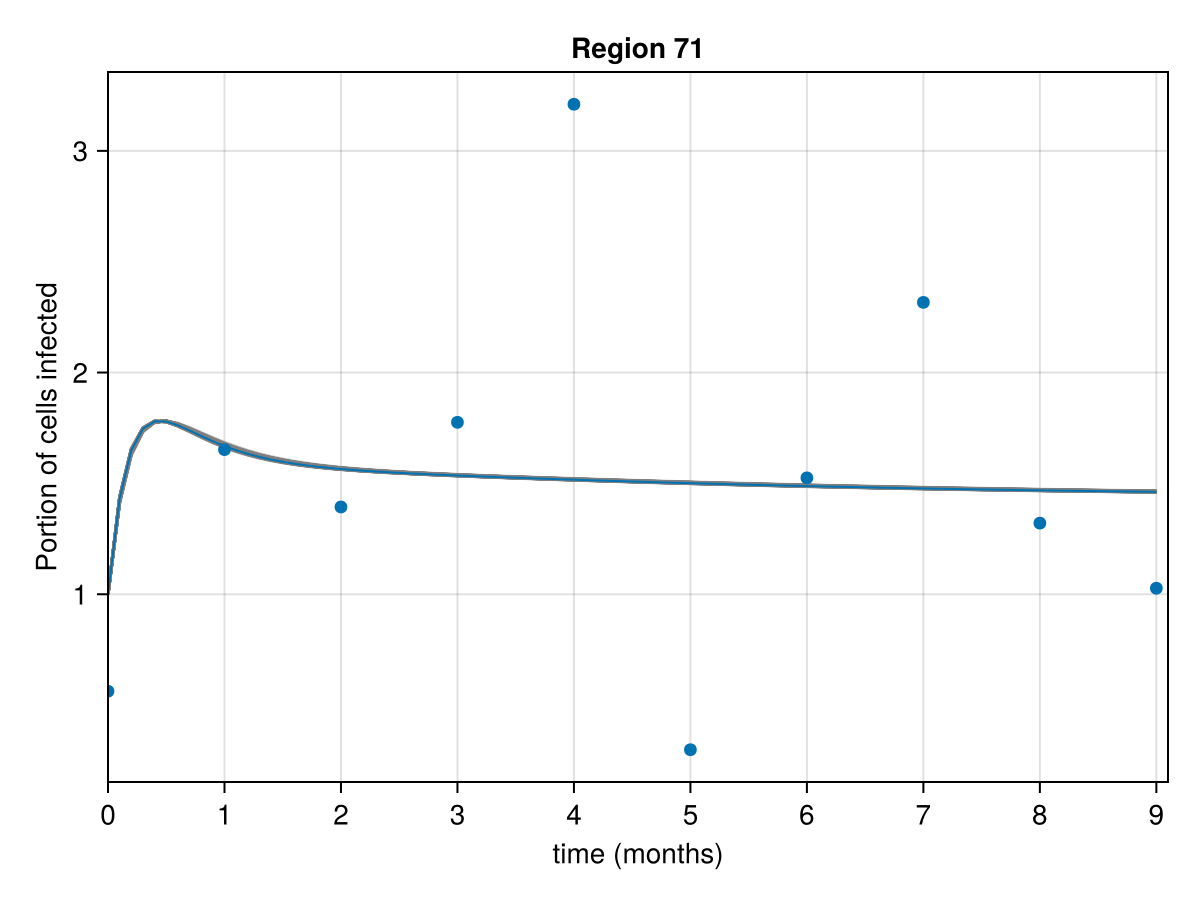 Region 71
Portion of cells infected
3
2
1
0 1 2 3 4 5 6 7 8 9
time (months)